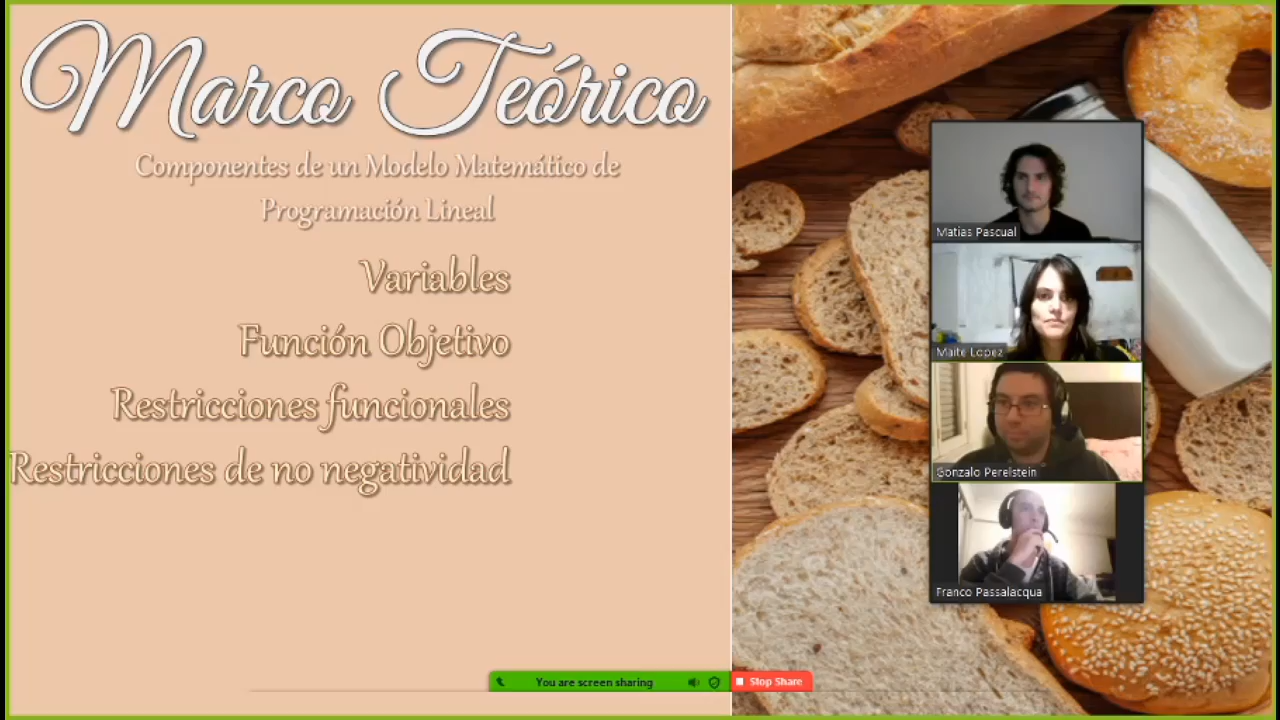 Marco Teórico
Componentes de un Modelo Matemático de
Programación Lineal
Variables
Función Objetivo
Restricciones funcionales
Restricciones de no negatividad
Matias Pascual
Maite Lopez
Gonzalo Perelstein
Franco Passalacqua
You are screen sharing
Stop Share